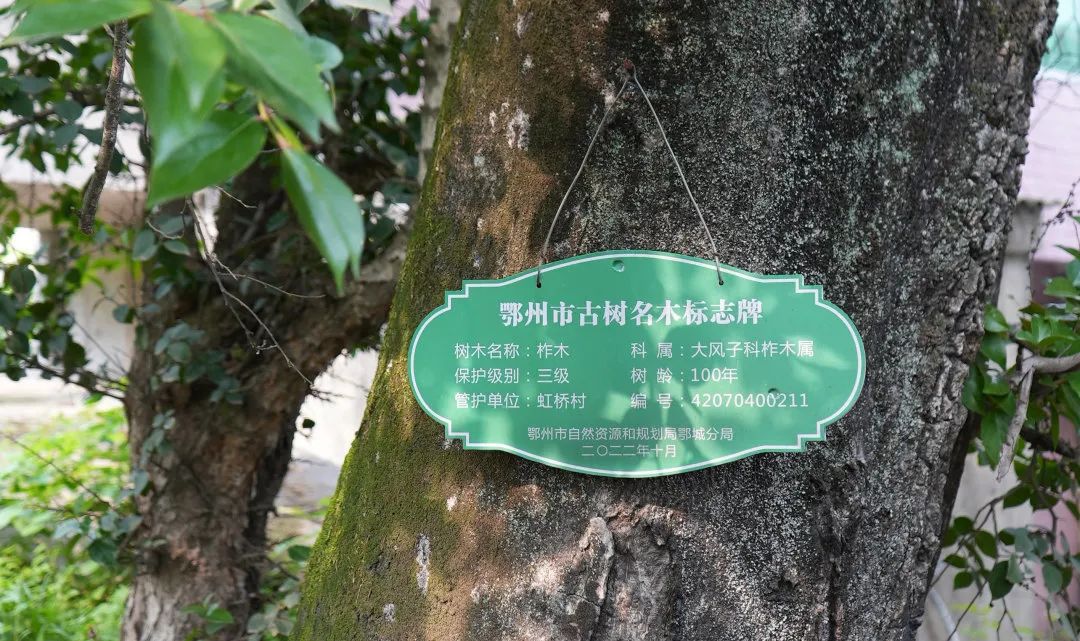 鄂州市古树名木标志牌
树木名称：柞木 科 属：大风子科柞木属
保护级别：三级 树 龄：100年
管护单位：虹桥村 编 号：42070400211
鄂州市自然资源和规划局鄂城分局
二〇二二年十月